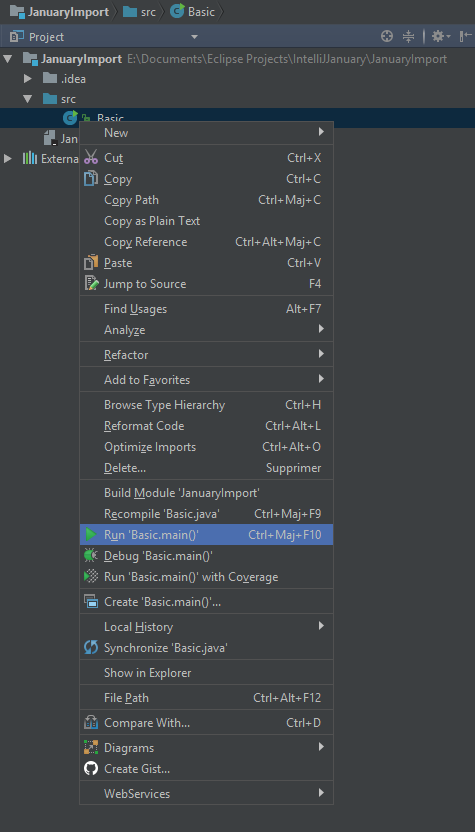 JanuaryImport src Basic
Project
JanuaryImport E:\Documents\Eclipse Projects\IntelliJJanuary\JanuaryImport
.idea
src
Basic
Jan
Externa
New
Cut Ctrl+X
Copy Ctrl+C
Copy Path Ctrl+Maj+C
Copy as Plain Text
Copy Reference Ctrl+Alt+Maj+C
Paste Ctrl+V
Jump to Source F4
Find Usages Alt+F7
Analyze
Refactor
Add to Favorites
Browse Type Hierarchy Ctrl+H
Reformat Code Ctrl+Alt+L
Optimize Imports Ctrl+Alt+O
Delete... Supprimer
Build Module 'JanuaryImport'
Recompile 'Basic.java' Ctrl+Maj+F9
Run 'Basic.main()' Ctrl+Maj+F10
Debug 'Basic.main()'
Run 'Basic.main()' with Coverage
Create 'Basic.main()'...
Local History
Synchronize 'Basic.java'
Show in Explorer
File Path Ctrl+Alt+F12
Compare With... Ctrl+D
Diagrams
Create Gist...
WebServices